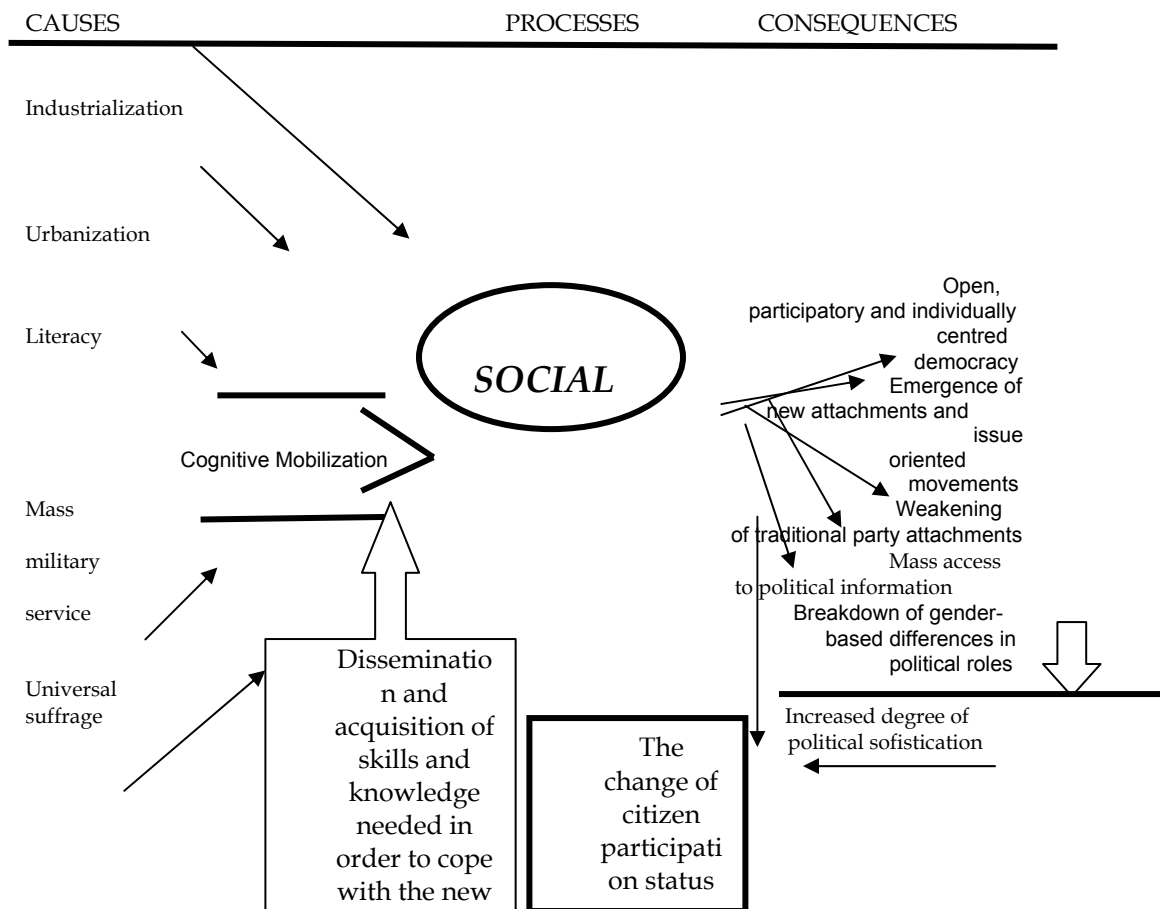 CAUSES PROCESSES CONSEQUENCES
Industrialization
Urbanization
Literacy
Cognitive Mobilization
Mass
military
service
Universal
suffrage
SOCIAL
Disseminatio
n and
acquisition of
skills and
knowledge
needed in
order to cope
with the new
The
change of
citizen
participati
on status
Open,
participatory and individually
centred
democracy
Emergence of
new attachments and
issue
oriented
movements
Weakening
of traditional party attachments
Mass access
to political information
Breakdown of gender-
based differences in
political roles
Increased degree of
political sofistication